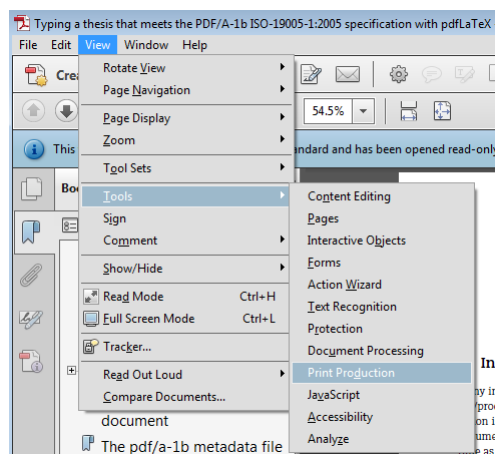 Typing a thesis that meets the PDF/A-1b ISO-19005-1:2005 specification with pdfLaTeX
File Edit View Window Help
Crea
54.5%
This
ndard and has been opened read-only
Bo
Rotate View
Page Navigation
Page Display
Zoom
Tool Sets
Tools
Sign
Comment
Show/Hide
Read Mode Ctrl+H
Full Screen Mode Ctrl+L
Tracker...
Read Out Loud
Compare Documents...
Content Editing
Pages
Interactive Objects
Forms
Action Wizard
Text Recognition
Protection
Document Processing
Print Production
JavaScript
Accessibility
Analyze
document
The pdf/a-1b metadata file
In